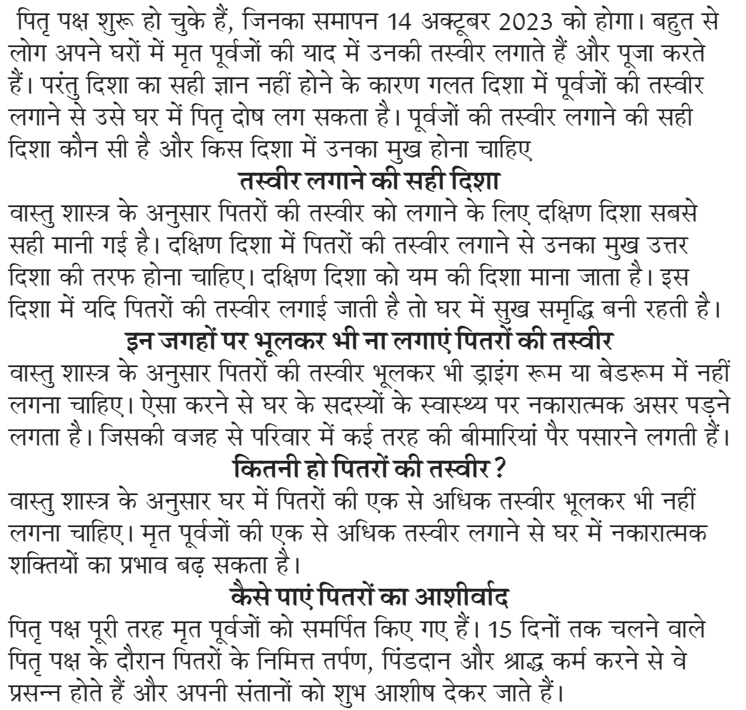 पितृ पक्ष शुरू हो चुके हैं, जिनका समापन 14 अक्टूबर 2023 को होगा। बहुत से
लोग अपने घरों में मृत पूर्वजों की याद में उनकी तस्वीर लगाते हैं और पूजा करते
हैं। परंतु दिशा का सही ज्ञान नहीं होने के कारण गलत दिशा में पूर्वजों की तस्वीर
लगाने से उसे घर में पितृ दोष लग सकता है। पूर्वजों की तस्वीर लगाने की सही
दिशा कौन सी है और किस दिशा में उनका मुख होना चाहिए
तस्वीर लगाने की सही दिशा
वास्तु शास्त्र के अनुसार पितरों की तस्वीर को लगाने के लिए दक्षिण दिशा सबसे
सही मानी गई है। दक्षिण दिशा में पितरों की तस्वीर लगाने से उनका मुख उत्तर
दिशा की तरफ होना चाहिए। दक्षिण दिशा को यम की दिशा माना जाता है। इस
दिशा में यदि पितरों की तस्वीर लगाई जाती है तो घर में सुख समृद्धि बनी रहती है।
इन जगहों पर भूलकर भी ना लगाएं पितरों की तस्वीर
वास्तु शास्त्र के अनुसार पितरों की तस्वीर भूलकर भी ड्राइंग रूम या बेडरूम में नहीं
लगना चाहिए। ऐसा करने से घर के सदस्यों के स्वास्थ्य पर नकारात्मक असर पड़ने
लगता है। जिसकी वजह से परिवार में कई तरह की बीमारियां पैर पसारने लगती हैं।
कितनी हो पितरों की तस्वीर?
वास्तु शास्त्र के अनुसार घर में पितरों की एक से अधिक तस्वीर भूलकर भी नहीं
लगना चाहिए। मृत पूर्वजों की एक से अधिक तस्वीर लगाने से घर में नकारात्मक
शक्तियों का प्रभाव बढ़ सकता है।
कैसे पाएं पितरों का आशीर्वाद
पितृ पक्ष पूरी तरह मृत पूर्वजों को समर्पित किए गए हैं। 15 दिनों तक चलने वाले
पितृ पक्ष के दौरान पितरों के निमित्त तर्पण, पिंडदान और श्राद्ध कर्म करने से वे
प्रसन्न होते हैं और अपनी संतानों को शुभ आशीष देकर जाते हैं।